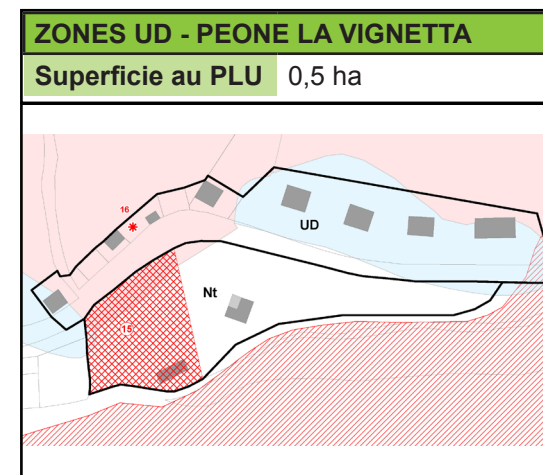 ZONES UD - PEONE LA VIGNETTA
Superficie au PLU 0,5 ha
16
UD
Nt
15